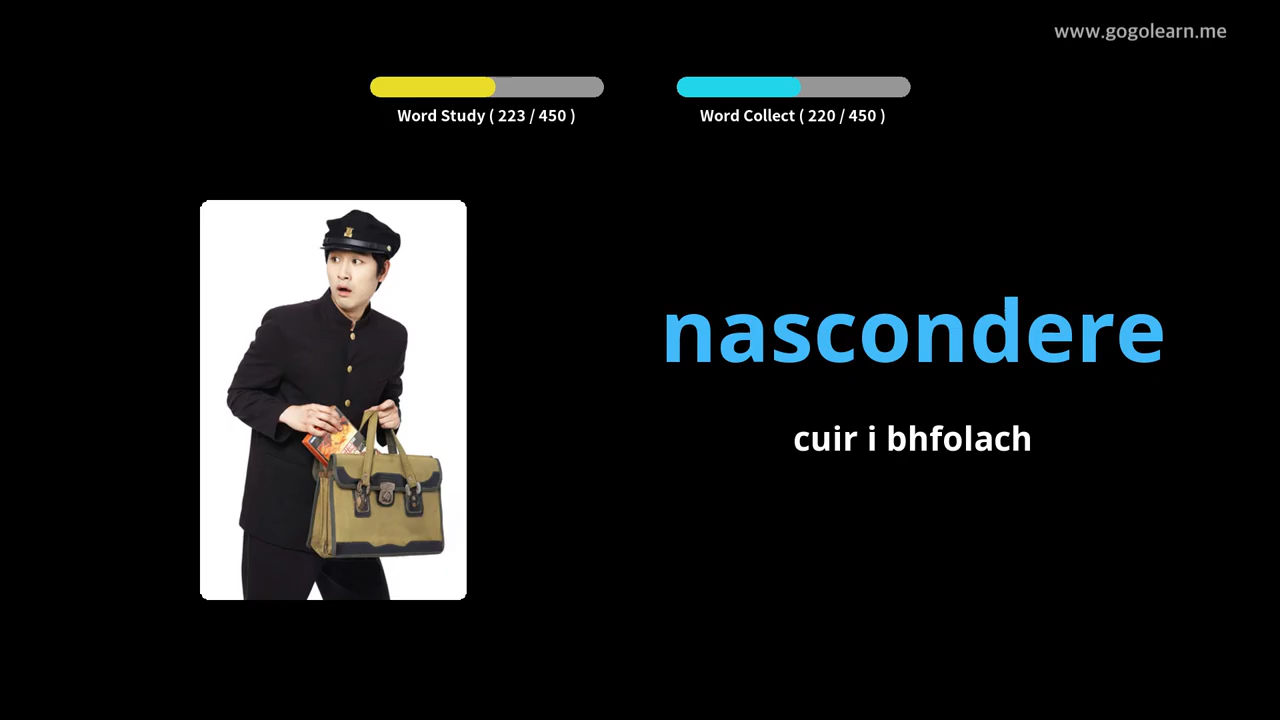 www.gogolearn.me
Word Study ( 223 / 450 )
Word Collect ( 220 / 450 )
nascondere
cuir i bhfolach